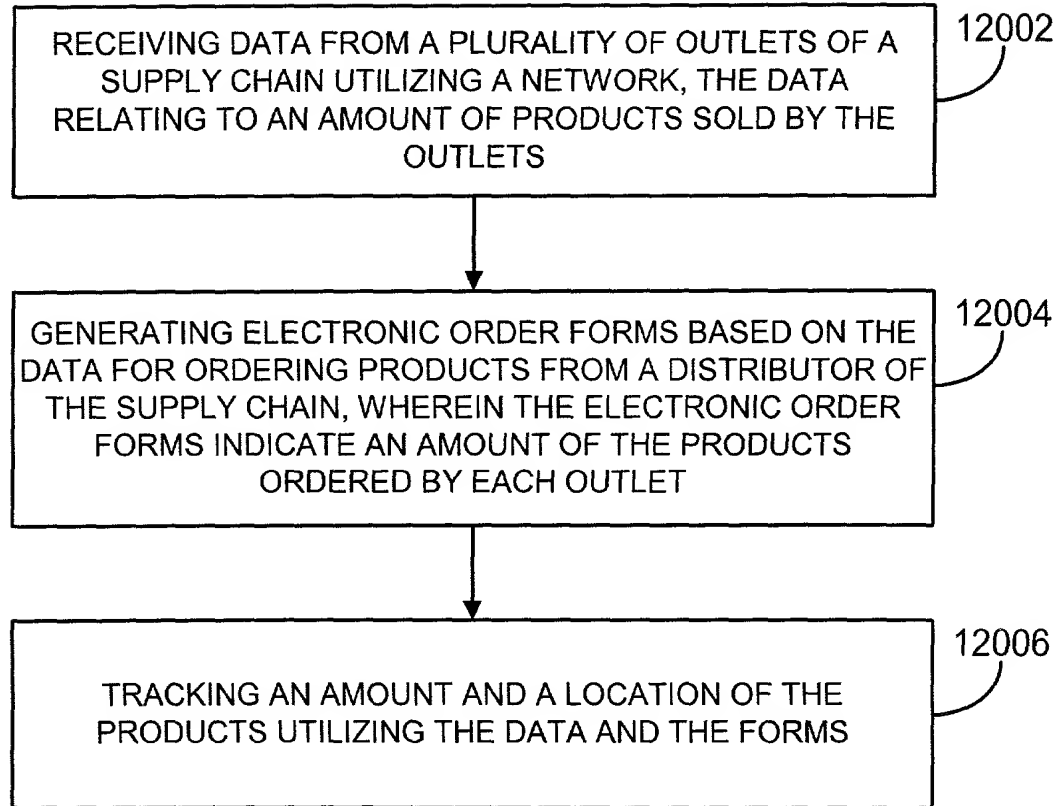 RECEIVING DATA FROM A PLURALITY OF OUTLETS OF A
SUPPLY CHAIN UTILIZING A NETWORK, THE DATA
RELATING TO AN AMOUNT OF PRODUCTS SOLD BY THE
OUTLETS
12002
GENERATING ELECTRONIC ORDER FORMS BASED ON THE
DATA FOR ORDERING PRODUCTS FROM A DISTRIBUTOR OF
THE SUPPLY CHAIN, WHEREIN THE ELECTRONIC ORDER
FORMS INDICATE AN AMOUNT OF THE PRODUCTS
ORDERED BY EACH OUTLET
12004
TRACKING AN AMOUNT AND A LOCATION OF THE
PRODUCTS UTILIZING THE DATA AND THE FORMS
12006